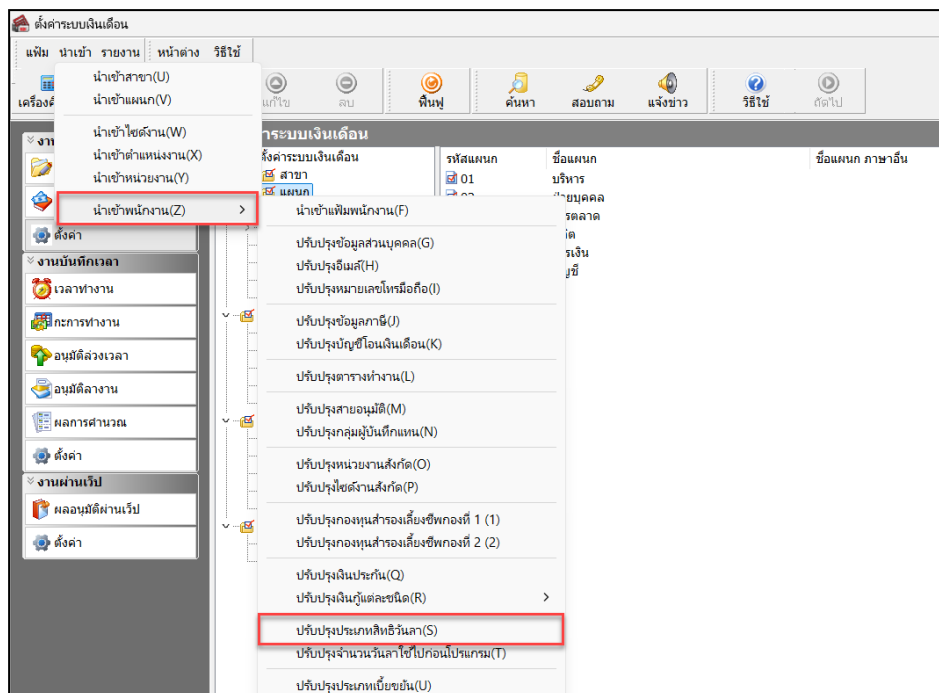 ตั้งค่าระบบเงินเดือน
แฟ้ม นำเข้า รายงาน หน้าต่าง วิธีใช้
แก้ไข ลบ ฟื้นฟู ค้นหา สอบถาม แจ้งข่าว วิธีใช้ ถัดไป
นำเข้าสาขา(U)
นำเข้าแผนก(V)
นำเข้าไซด์งาน(W)
นำเข้าตำแหน่งงาน(X)
นำเข้าหน่วยงาน(Y)
นำเข้าพนักงาน(Z)
ตั้งค่า
งานบันทึกเวลา
เวลาทำงาน
กะการทำงาน
อนุมัติล่วงเวลา
อนุมัติลางาน
ผลการคำนวณ
ตั้งค่า
งานผ่านเว็ป
ผลอนุมัติผ่านเว็ป
ตั้งค่า
ตั้งค่าระบบเงินเดือน
สาขา
แผนก
รหัสแผนก ชื่อแผนก ชื่อแผนก ภาษาอื่น
01 บริหาร
นำเข้าแฟ้มพนักงาน(F)
ปรับปรุงข้อมูลส่วนบุคคล(G)
ปรับปรุงอีเมล์(H)
ปรับปรุงหมายเลขโทรมือถือ(I)
ปรับปรุงข้อมูลภาษี(J)
ปรับปรุงบัญชีโอนเงินเดือน(K)
ปรับปรุงตารางทำงาน(L)
ปรับปรุงสายอนุมัติ(M)
ปรับปรุงกลุ่มผู้บันทึกแทน(N)
ปรับปรุงหน่วยงานสังกัด(O)
ปรับปรุงไซด์งานสังกัด(P)
ปรับปรุงกองทุนสำรองเลี้ยงชีพกองที่ 1 (1)
ปรับปรุงกองทุนสำรองเลี้ยงชีพกองที่ 2 (2)
ปรับปรุงเงินประกัน(Q)
ปรับปรุงเงินกู้แต่ละชนิด(R)
ปรับปรุงประเภทสิทธิวันลา(S)
ปรับปรุงจำนวนวันลาใช้ไปก่อนโปรแกรม(T)
ปรับปรุงประเภทเบี้ยขยัน(U)